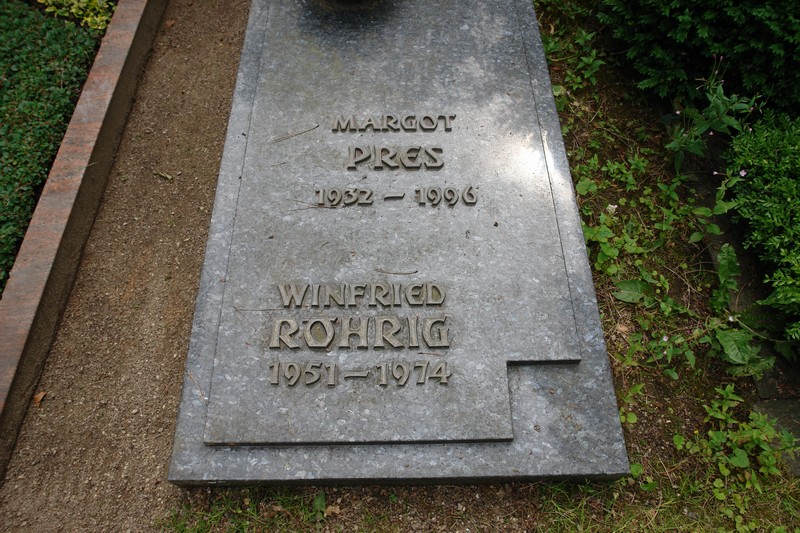 MARGOT
PRES
1932 – 1996
WINFRIED
RÖHRIG
1951 – 1974